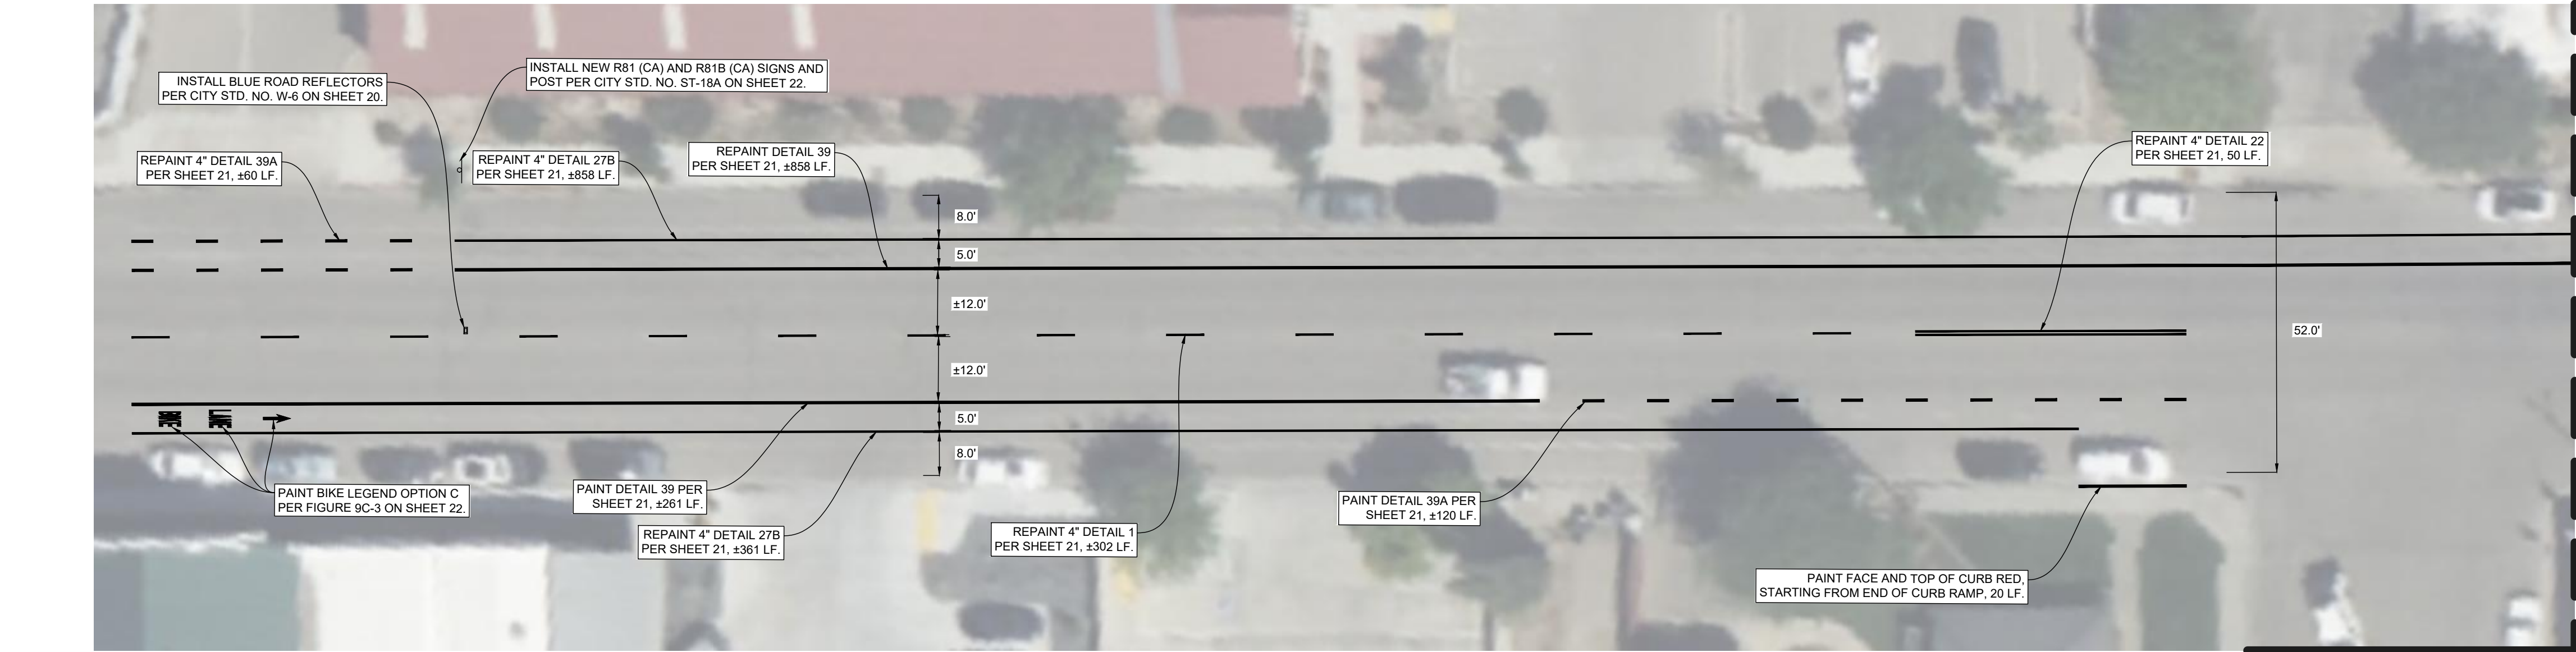 INSTALL BLUE ROAD REFLECTORS
PER CITY STD. NO. W-6 ON SHEET 20.
INSTALL NEW R81 (CA) AND R81B (CA) SIGNS AND
POST PER CITY STD. NO. ST-18A ON SHEET 22.
REPAINT 4" DETAIL 39A
PER SHEET 21, ±60 LF.
REPAINT 4" DETAIL 27B
PER SHEET 21, ±858 LF.
REPAINT DETAIL 39
PER SHEET 21, ±858 LF.
REPAINT 4" DETAIL 22
PER SHEET 21, 50 LF.
8.0'
5.0'
±12.0'
±12.0'
5.0'
8.0'
52.0'
BIKE
LANE
PAINT BIKE LEGEND OPTION C
PER FIGURE 9C-3 ON SHEET 22.
PAINT DETAIL 39 PER
SHEET 21, ±261 LF.
REPAINT 4" DETAIL 27B
PER SHEET 21, ±361 LF.
REPAINT 4" DETAIL 1
PER SHEET 21, ±302 LF.
PAINT DETAIL 39A PER
SHEET 21, ±120 LF.
PAINT FACE AND TOP OF CURB RED,
STARTING FROM END OF CURB RAMP, 20 LF.